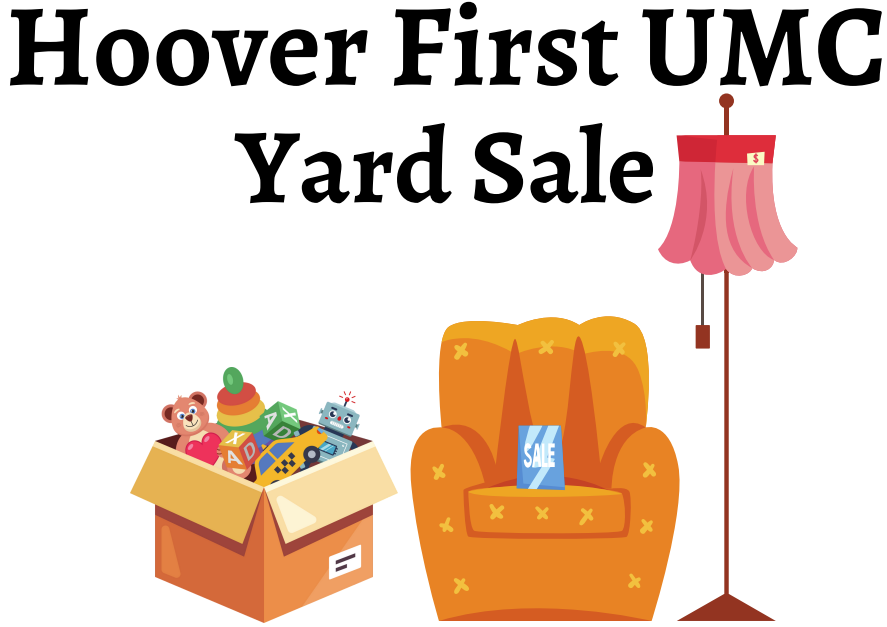 Hoover First UMC
Yard Sale
$
SALE
X
A D
X
A D